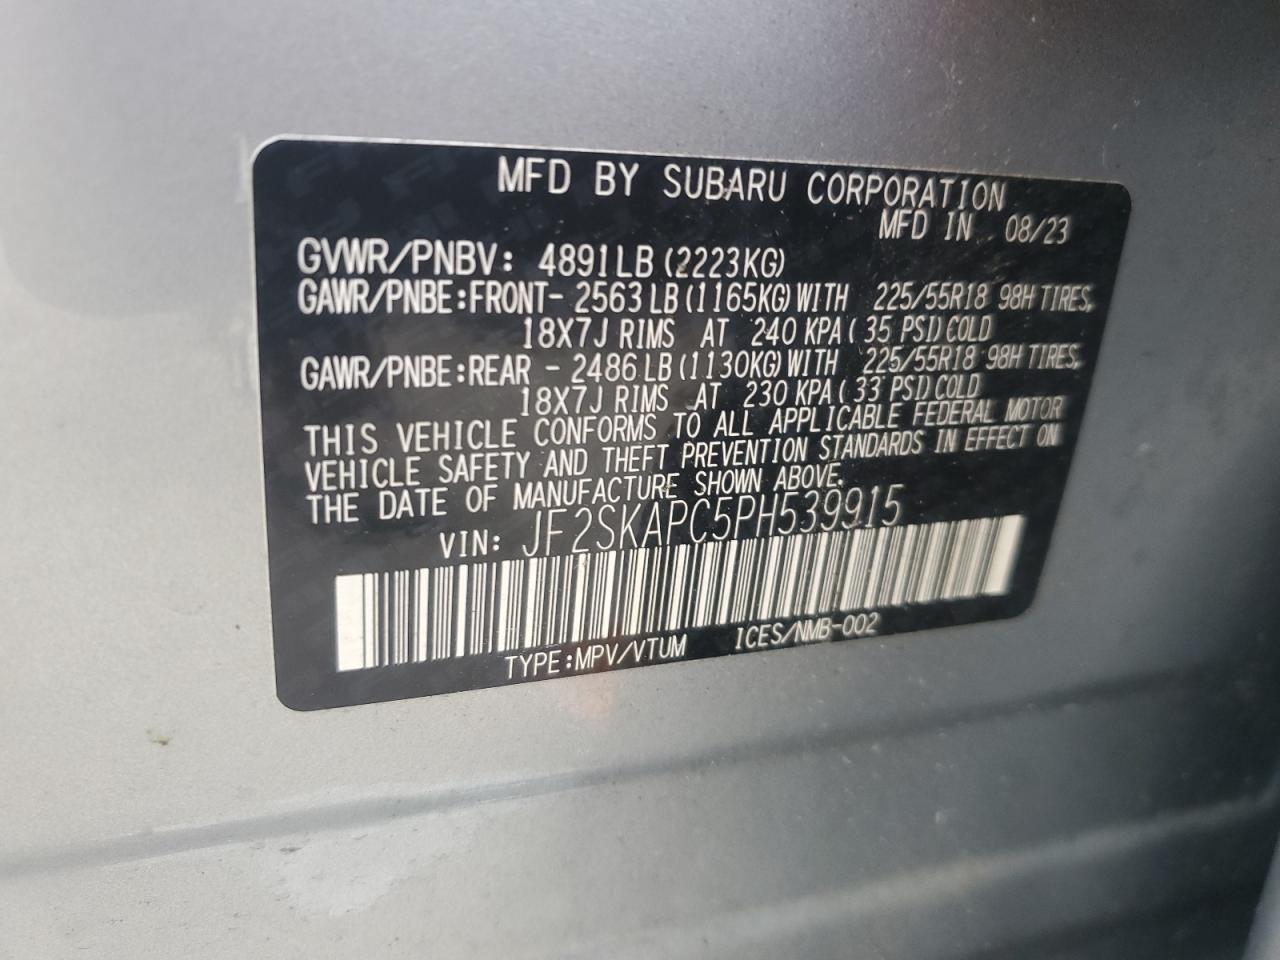 MFD BY SUBARU CORPORATION
MFD IN 08/23
GVWR/PNBV: 4891LB (2223KG)
GAWR/PNBE:FRONT- 2563LB (1165KG) WITH 225/55R18 98H TIRES,
18X7J RIMS AT 240 KPA( 35 PSI) COLD
GAWR/PNBE:REAR - 2486LB (1130KG) WITH 225/55R18 98H TIRES,
18X7J RIMS AT 230 KPA( 33 PSI) COLD
THIS VEHICLE CONFORMS TO ALL APPLICABLE FEDERAL MOTOR
VEHICLE SAFETY AND THEFT PREVENTION STANDARDS IN EFFECT ON
THE DATE OF MANUFACTURE SHOWN ABOVE.
VIN: JF2SKAPC5PH539915
TYPE:MPV/VTUM ICES/NMB-002